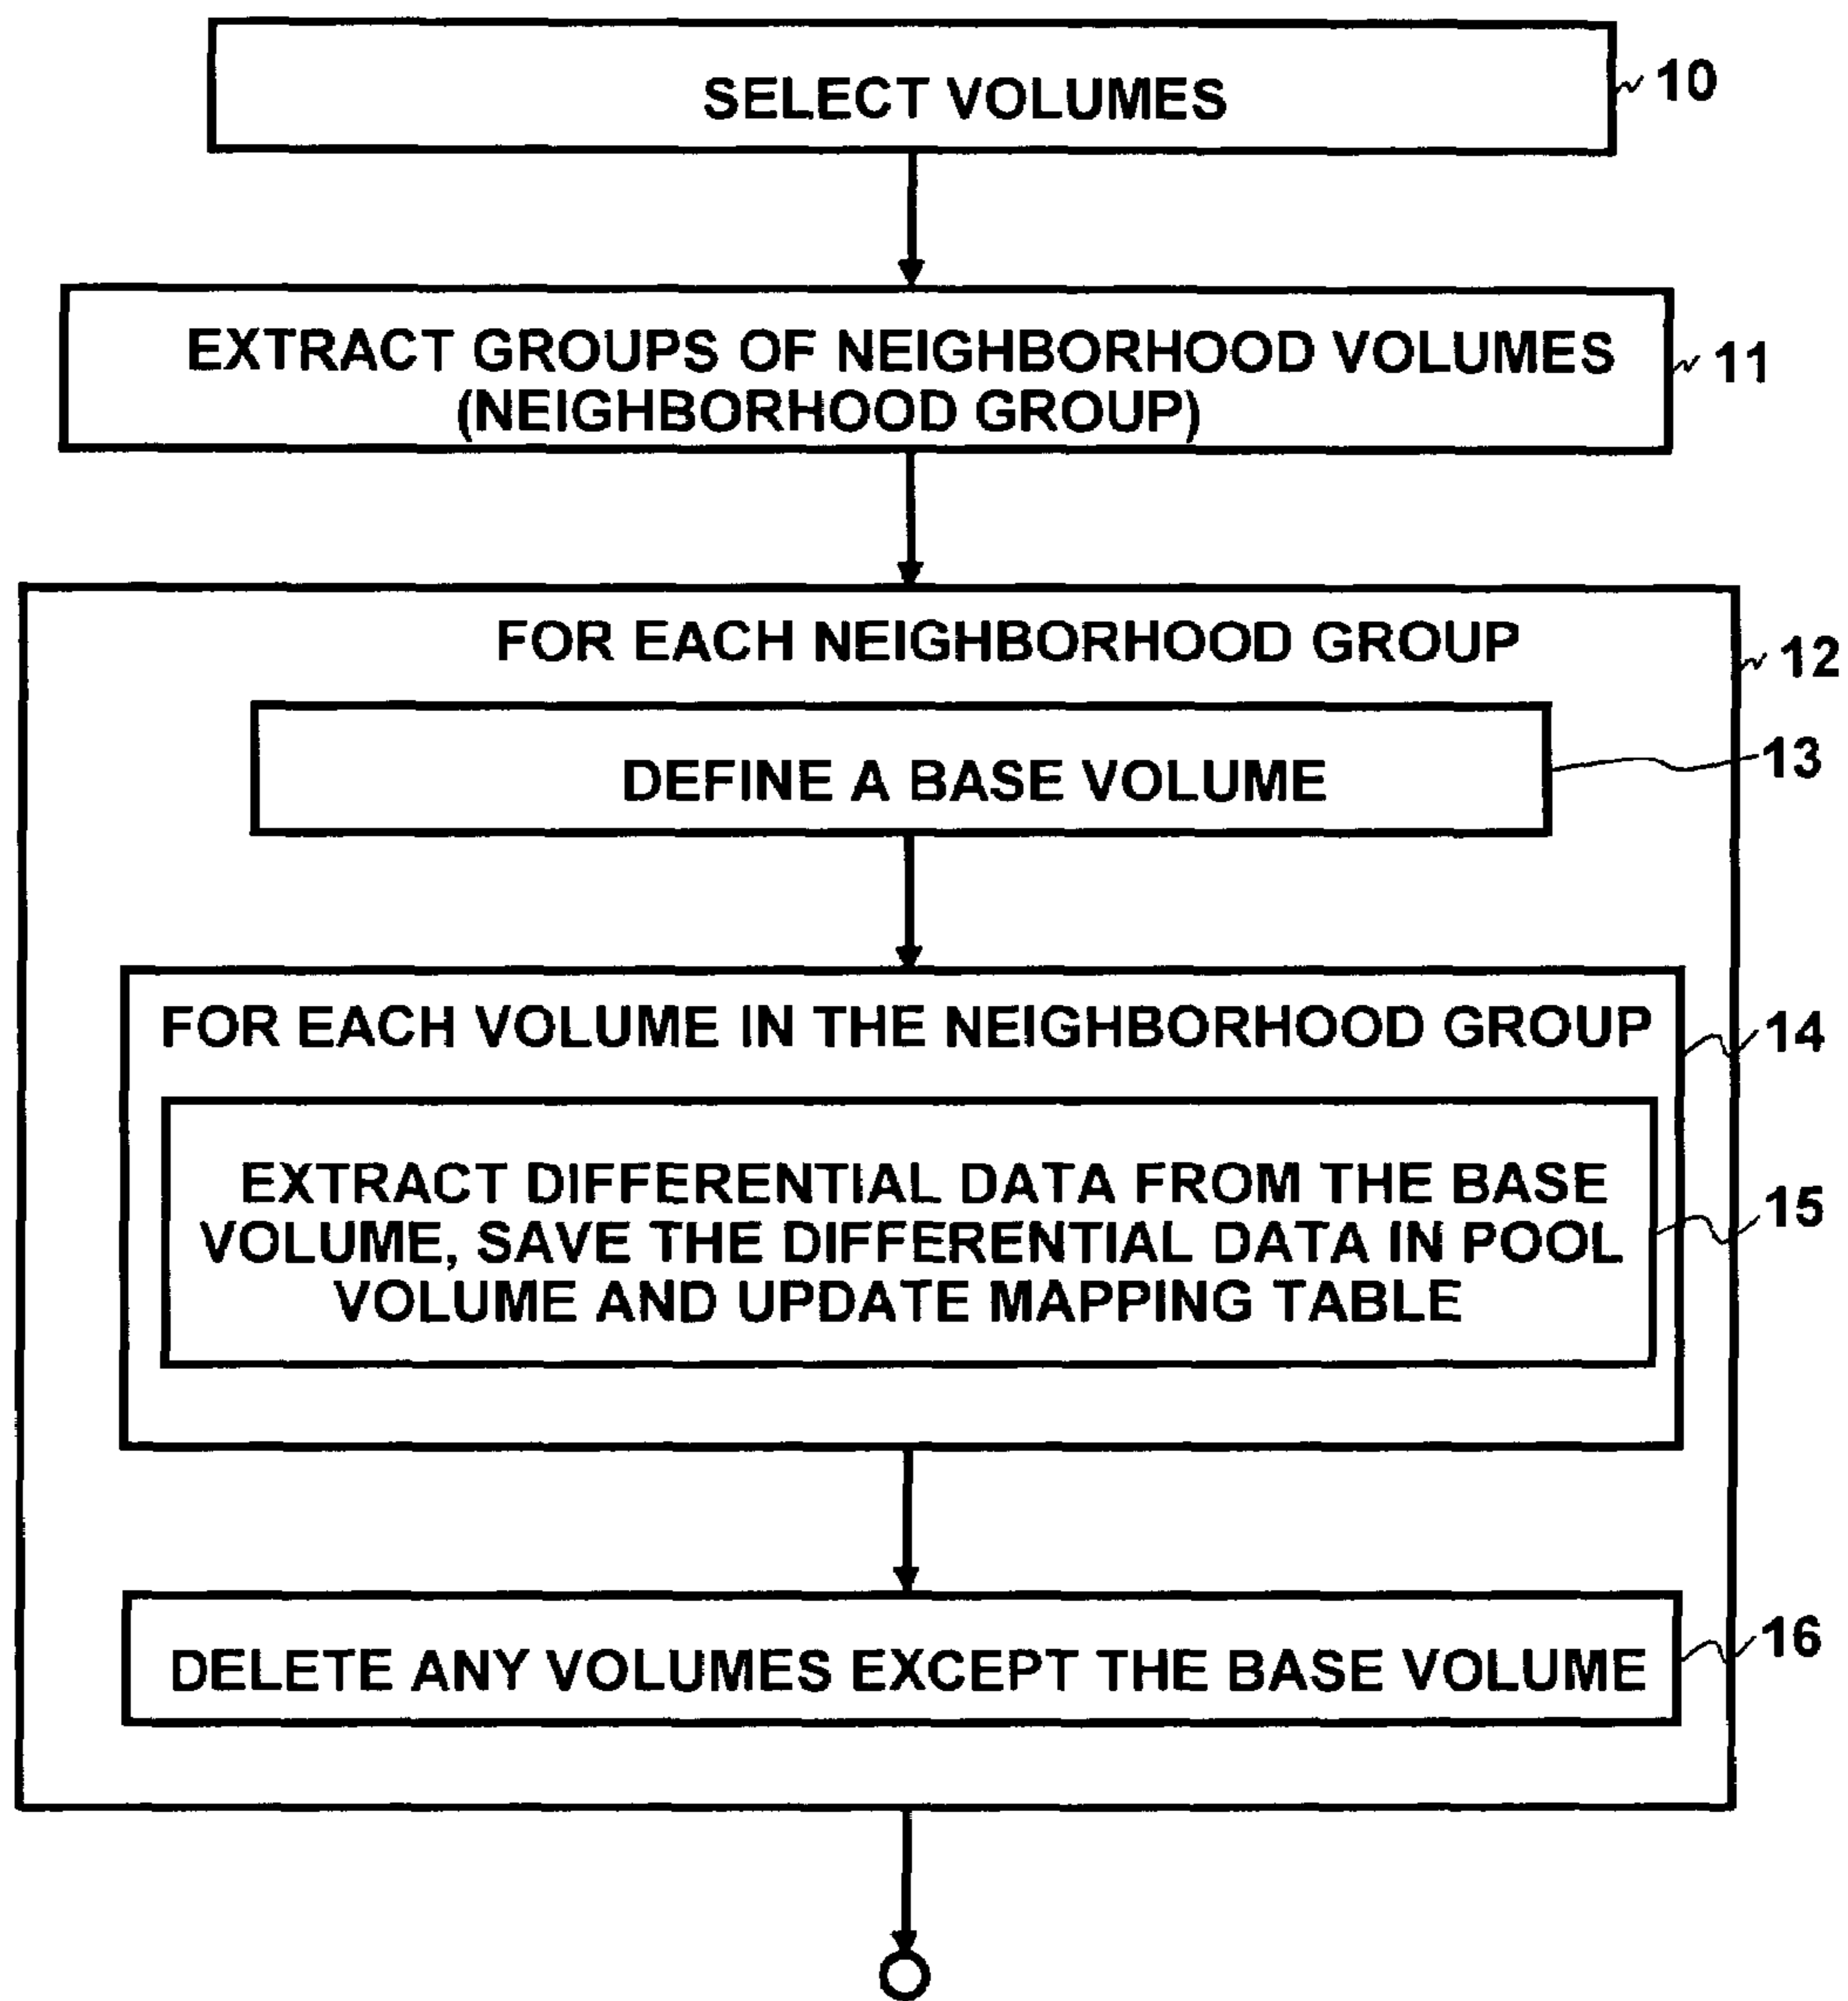 SELECT VOLUMES
10
EXTRACT GROUPS OF NEIGHBORHOOD VOLUMES
(NEIGHBORHOOD GROUP)
11
FOR EACH NEIGHBORHOOD GROUP
12
DEFINE A BASE VOLUME
13
FOR EACH VOLUME IN THE NEIGHBORHOOD GROUP
14
EXTRACT DIFFERENTIAL DATA FROM THE BASE
VOLUME, SAVE THE DIFFERENTIAL DATA IN POOL
VOLUME AND UPDATE MAPPING TABLE
15
DELETE ANY VOLUMES EXCEPT THE BASE VOLUME
16